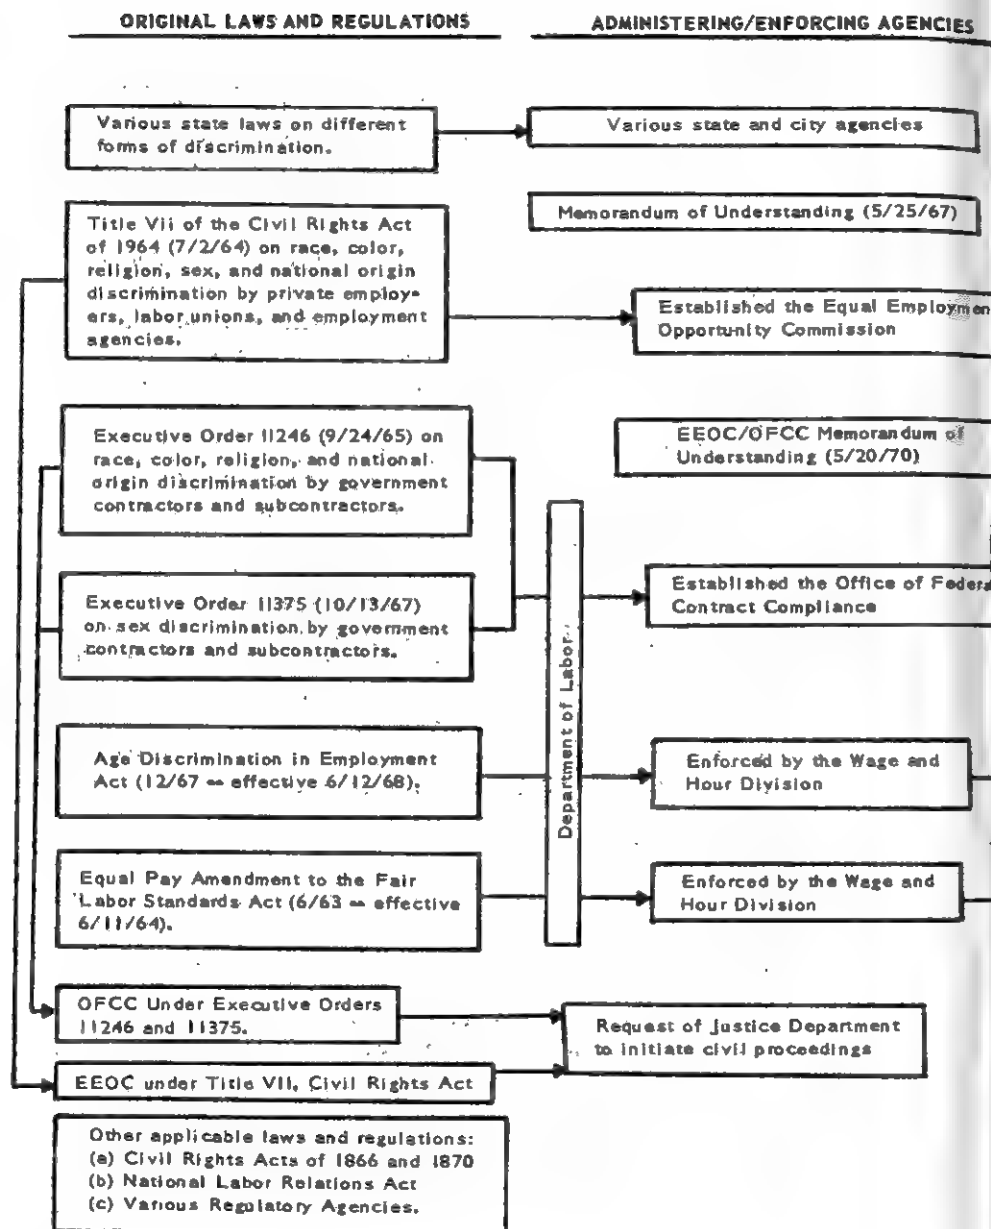 ORIGINAL LAWS AND REGULATIONS
ADMINISTERING/ENFORCING AGENCIES
Various state laws on different
forms of discrimination.
Various state and city agencies
Memorandum of Understanding (5/25/67)
Title Vii of the Civil Rights Act
of 1964 (7/2/64) on race, color,
religion, sex, and national origin
discrimination by private employ-
ers, labor unions, and employment
agencies.
Established the Equal Employmen
Opportunity Commission
Executive Order 11246 (9/24/65) on
race, color, religion, and national
origin discrimination by government
contractors and subcontractors.
EEOC/OFCC Memorandum of
Understanding (5/20/70)
Executive Order 11375 (10/13/67)
on sex discrimination by government
contractors and subcontractors.
Established the Office of Federa
Contract Compliance
Department of Labor
Age Discrimination in Employment
Act (12/67 -- effective 6/12/68).
Enforced by the Wage and
Hour Division
Equal Pay Amendment to the Fair
Labor Standards Act (6/63 -- effective
6/11/64).
Enforced by the Wage and
Hour Division
OFCC Under Executive Orders
11246 and 11375.
Request of Justice Department
to initiate civil proceedings
EEOC under Title VII, Civil Rights Act
Other applicable laws and regulations:
(a) Civil Rights Acts of 1866 and 1870
(b) National Labor Relations Act
(c) Various Regulatory Agencies.